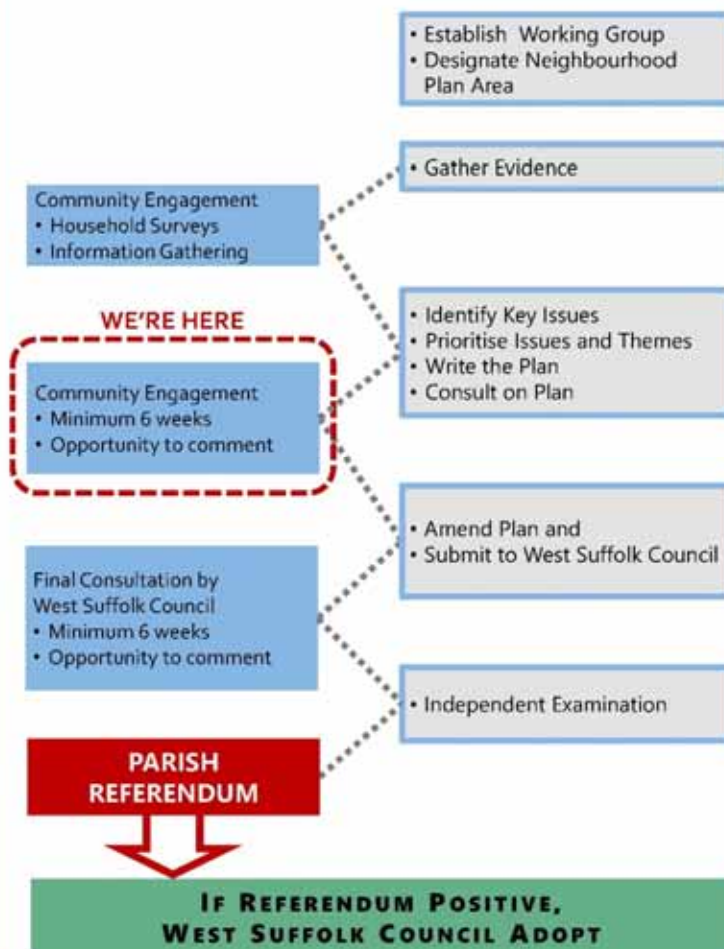 • Establish Working Group
• Designate Neighbourhood
Plan Area
• Gather Evidence
Community Engagement
• Household Surveys
• Information Gathering
• Identify Key Issues
• Prioritise Issues and Themes
• Write the Plan
• Consult on Plan
WE'RE HERE
Community Engagement
• Minimum 6 weeks
• Opportunity to comment
• Amend Plan and
• Submit to West Suffolk Council
Final Consultation by
West Suffolk Council
• Minimum 6 weeks
• Opportunity to comment
• Independent Examination
PARISH
REFERENDUM
IF REFERENDUM POSITIVE,
WEST SUFFOLK COUNCIL ADOPT